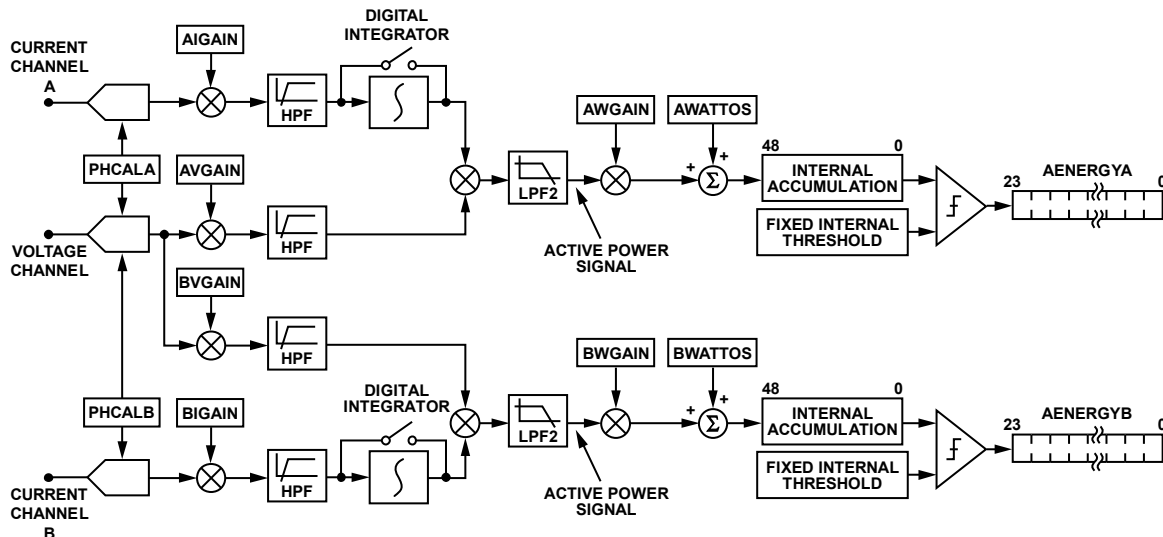 CURRENT
CHANNEL
A
AIGAIN
DIGITAL
INTEGRATOR
HPF
PHCALA
AVGAIN
LPF2
AWGAIN
AWATTOS
+
+
Σ
48
0
INTERNAL
ACCUMULATION
FIXED INTERNAL
THRESHOLD
AENERGYA
23
0
VOLTAGE
CHANNEL
HPF
ACTIVE POWER
SIGNAL
BVGAIN
HPF
PHCALB
BIGAIN
DIGITAL
INTEGRATOR
HPF
LPF2
BWGAIN
BWATTOS
+
+
Σ
48
0
INTERNAL
ACCUMULATION
FIXED INTERNAL
THRESHOLD
AENERGYB
23
0
ACTIVE POWER
SIGNAL
CURRENT
CHANNEL
B